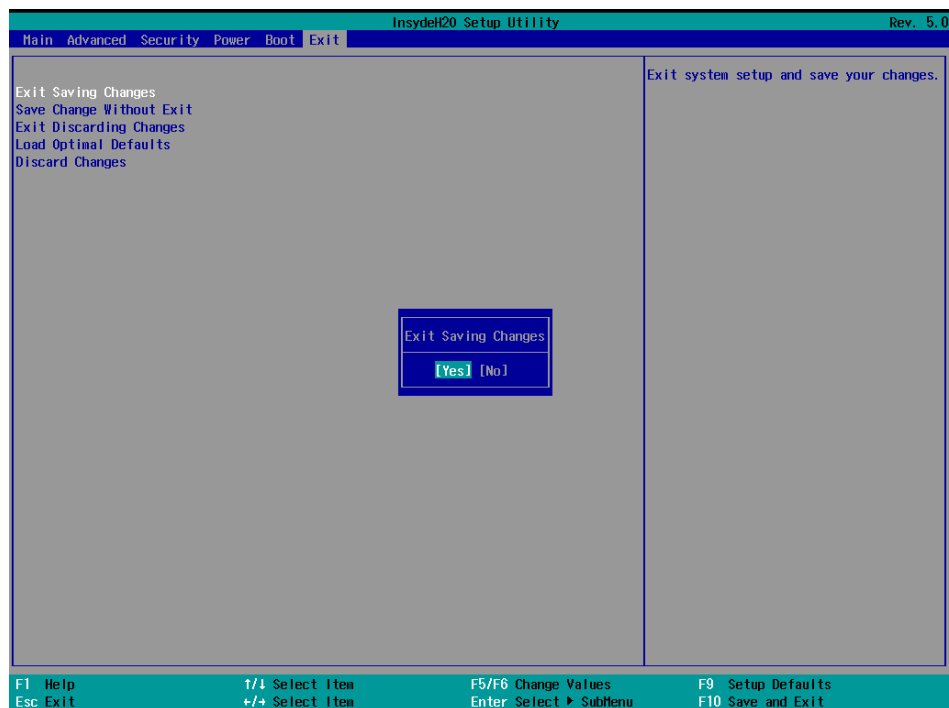 InsydeH20 Setup Utility Rev. 5.0
Main Advanced Security Power Boot Exit
Exit Saving Changes
Save Change Without Exit
Exit Discarding Changes
Load Optimal Defaults
Discard Changes
Exit system setup and save your changes.
Exit Saving Changes
[Yes] [No]
F1 Help ↑/↓ Select Item F5/F6 Change Values F9 Setup Defaults
Esc Exit ←/→ Select Item Enter Select ▶ SubMenu F10 Save and Exit